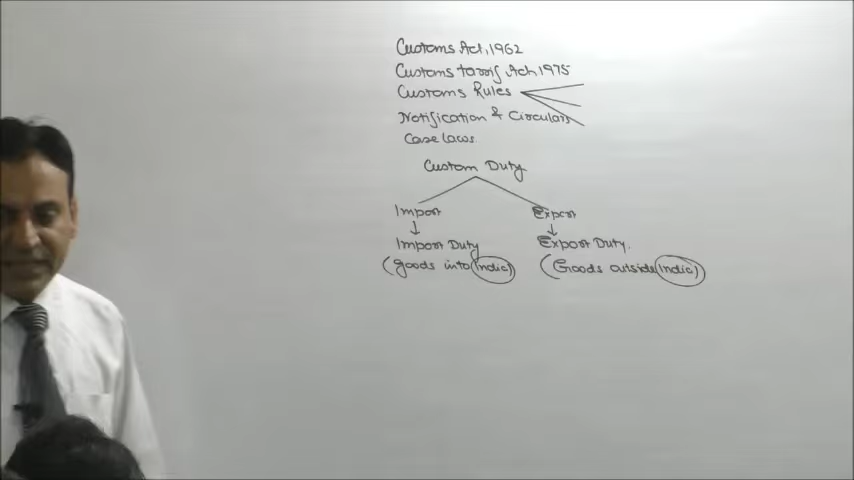 Customs Act, 1962
Customs tarrif Act, 1975
Customs Rules
Notification & Circulars
Case laws
Custom Duty
Import Export
Import Duty Export Duty.
(goods into India) (Goods outside India)